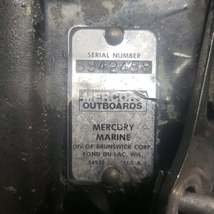 SERIAL NUMBER
MERCURY
OUTBOARDS
MERCURY
MARINE
DIV OF BRUNSWICK CORP.
FOND DU LAC, WIS.
U.S.A.